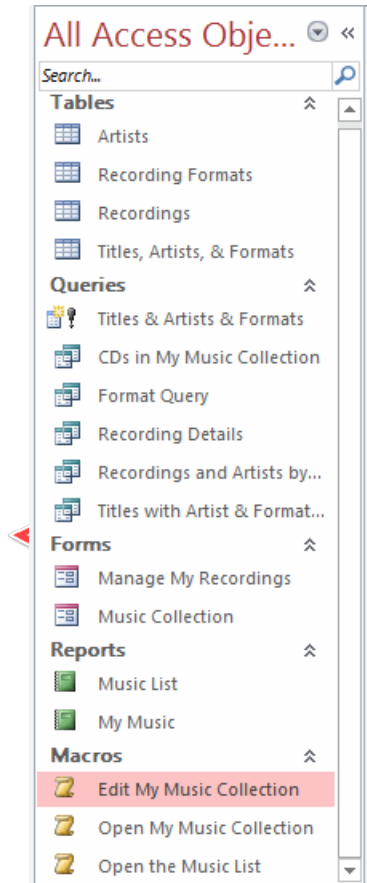 All Access Obje...
Search...
Tables
Artists
Recording Formats
Recordings
Titles, Artists, & Formats
Queries
Titles & Artists & Formats
CDs in My Music Collection
Format Query
Recording Details
Recordings and Artists by...
Titles with Artist & Format...
Forms
Manage My Recordings
Music Collection
Reports
Music List
My Music
Macros
Edit My Music Collection
Open My Music Collection
Open the Music List